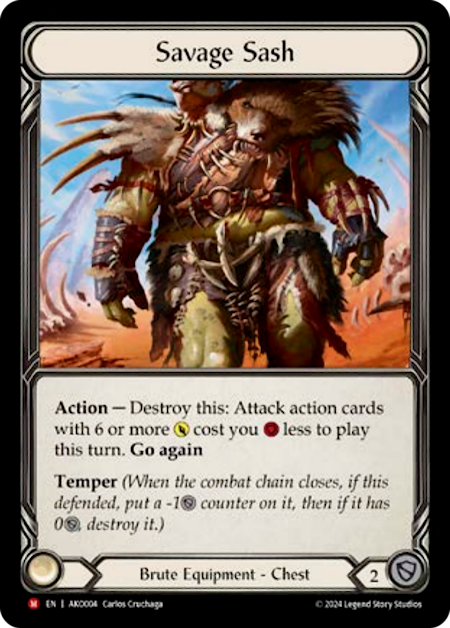 Savage Sash
Action — Destroy this: Attack action cards
with 6 or more cost you less to play
this turn. Go again
Temper (When the combat chain closes, if this
defended, put a -1 counter on it, then if it has
0, destroy it.)
Brute Equipment - Chest
2
M EN | AKO004 Carlos Cruchaga
© 2024 Legend Story Studios